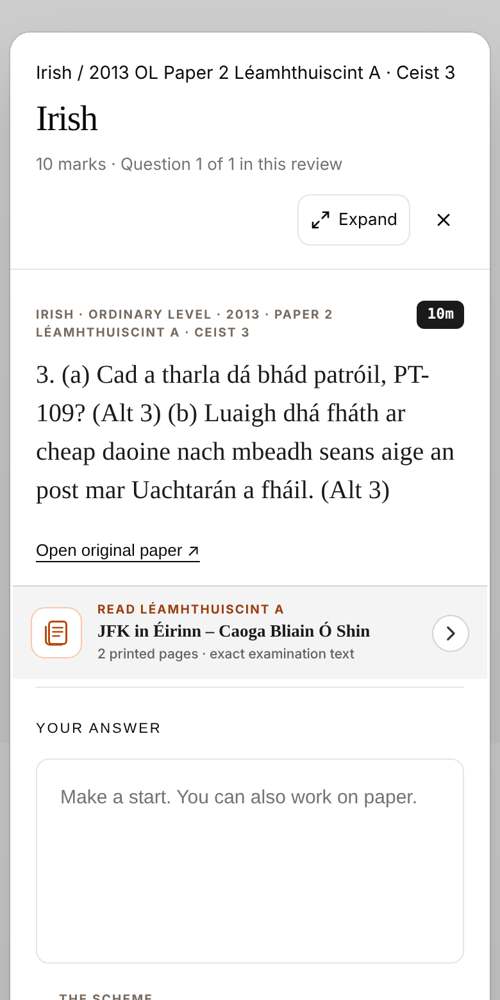 Irish / 2013 OL Paper 2 Léamhthuiscint A · Ceist 3
Irish
10 marks · Question 1 of 1 in this review
Expand
IRISH · ORDINARY LEVEL · 2013 · PAPER 2
LÉAMHTHUISCINT A · CEIST 3
10m
3. (a) Cad a tharla dá bhád patróil, PT-
109? (Alt 3) (b) Luaigh dhá fháth ar
cheap daoine nach mbeadh seans aige an
post mar Uachtarán a fháil. (Alt 3)
Open original paper ↗
READ LÉAMHTHUISCINT A
JFK in Éirinn – Caoga Bliain Ó Shin
2 printed pages · exact examination text
YOUR ANSWER
Make a start. You can also work on paper.
THE SCHEME